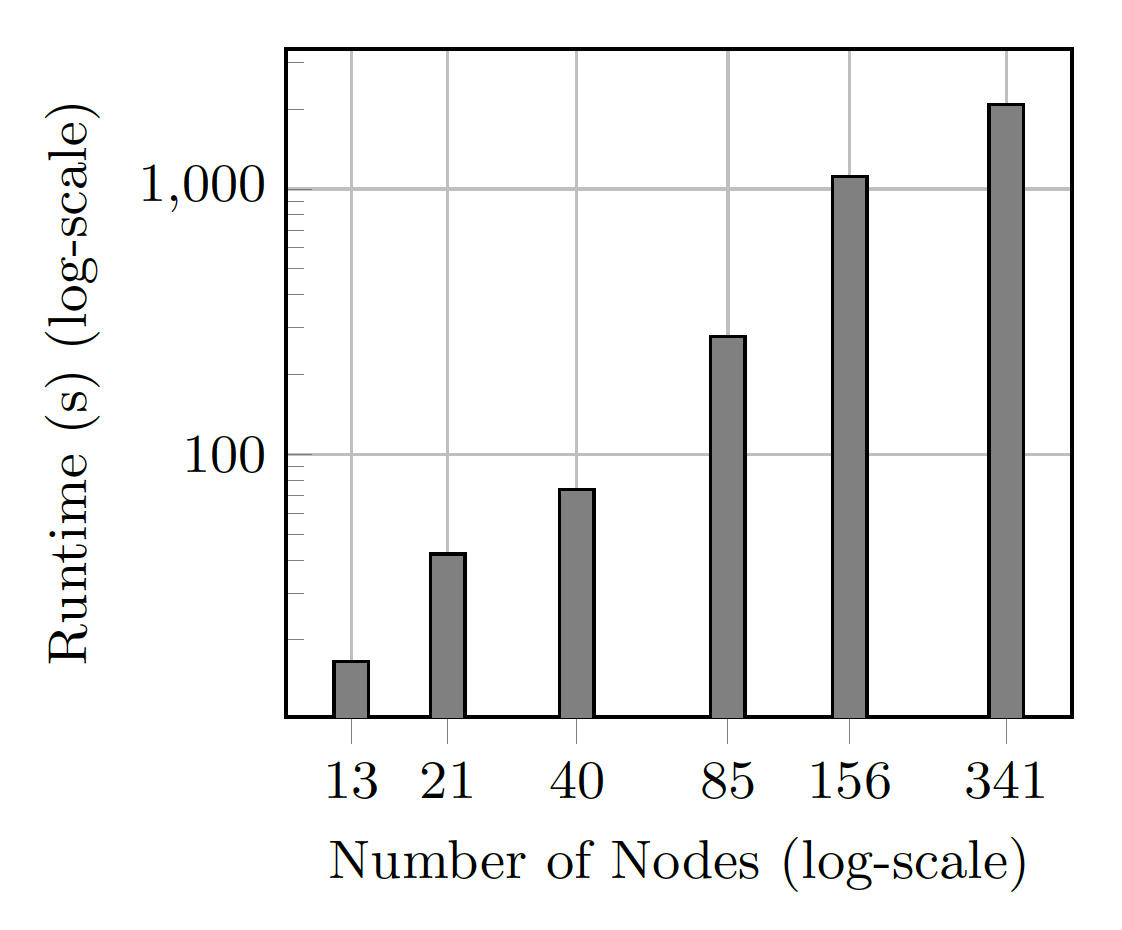 Runtime (s) (log-scale)
1,000
100
13 21 40 85 156 341
Number of Nodes (log-scale)